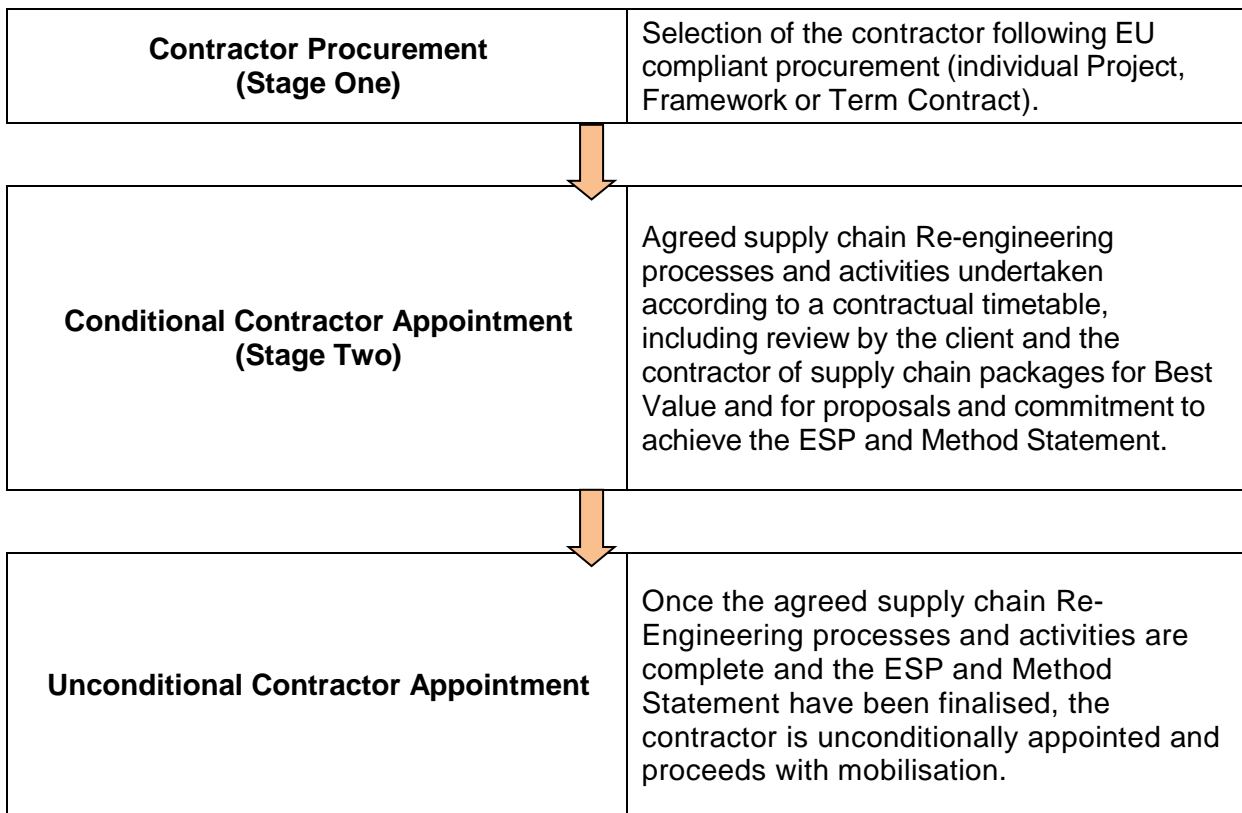 Contractor Procurement
(Stage One)
Selection of the contractor following EU
compliant procurement (individual Project,
Framework or Term Contract).
Conditional Contractor Appointment
(Stage Two)
Agreed supply chain Re-engineering
processes and activities undertaken
according to a contractual timetable,
including review by the client and the
contractor of supply chain packages for Best
Value and for proposals and commitment to
achieve the ESP and Method Statement.
Unconditional Contractor Appointment
Once the agreed supply chain Re-
Engineering processes and activities are
complete and the ESP and Method
Statement have been finalised, the
contractor is unconditionally appointed and
proceeds with mobilisation.